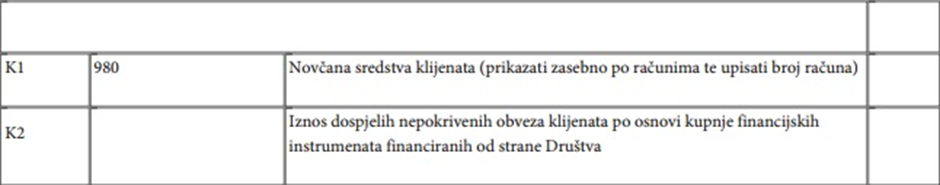 K1 980 Novčana sredstva klijenata (prikazati zasebno po računima te upisati broj računa)
K2 Iznos dospjelih nepokrivenih obveza klijenata po osnovi kupnje financijskih
instrumenata financiranih od strane Društva